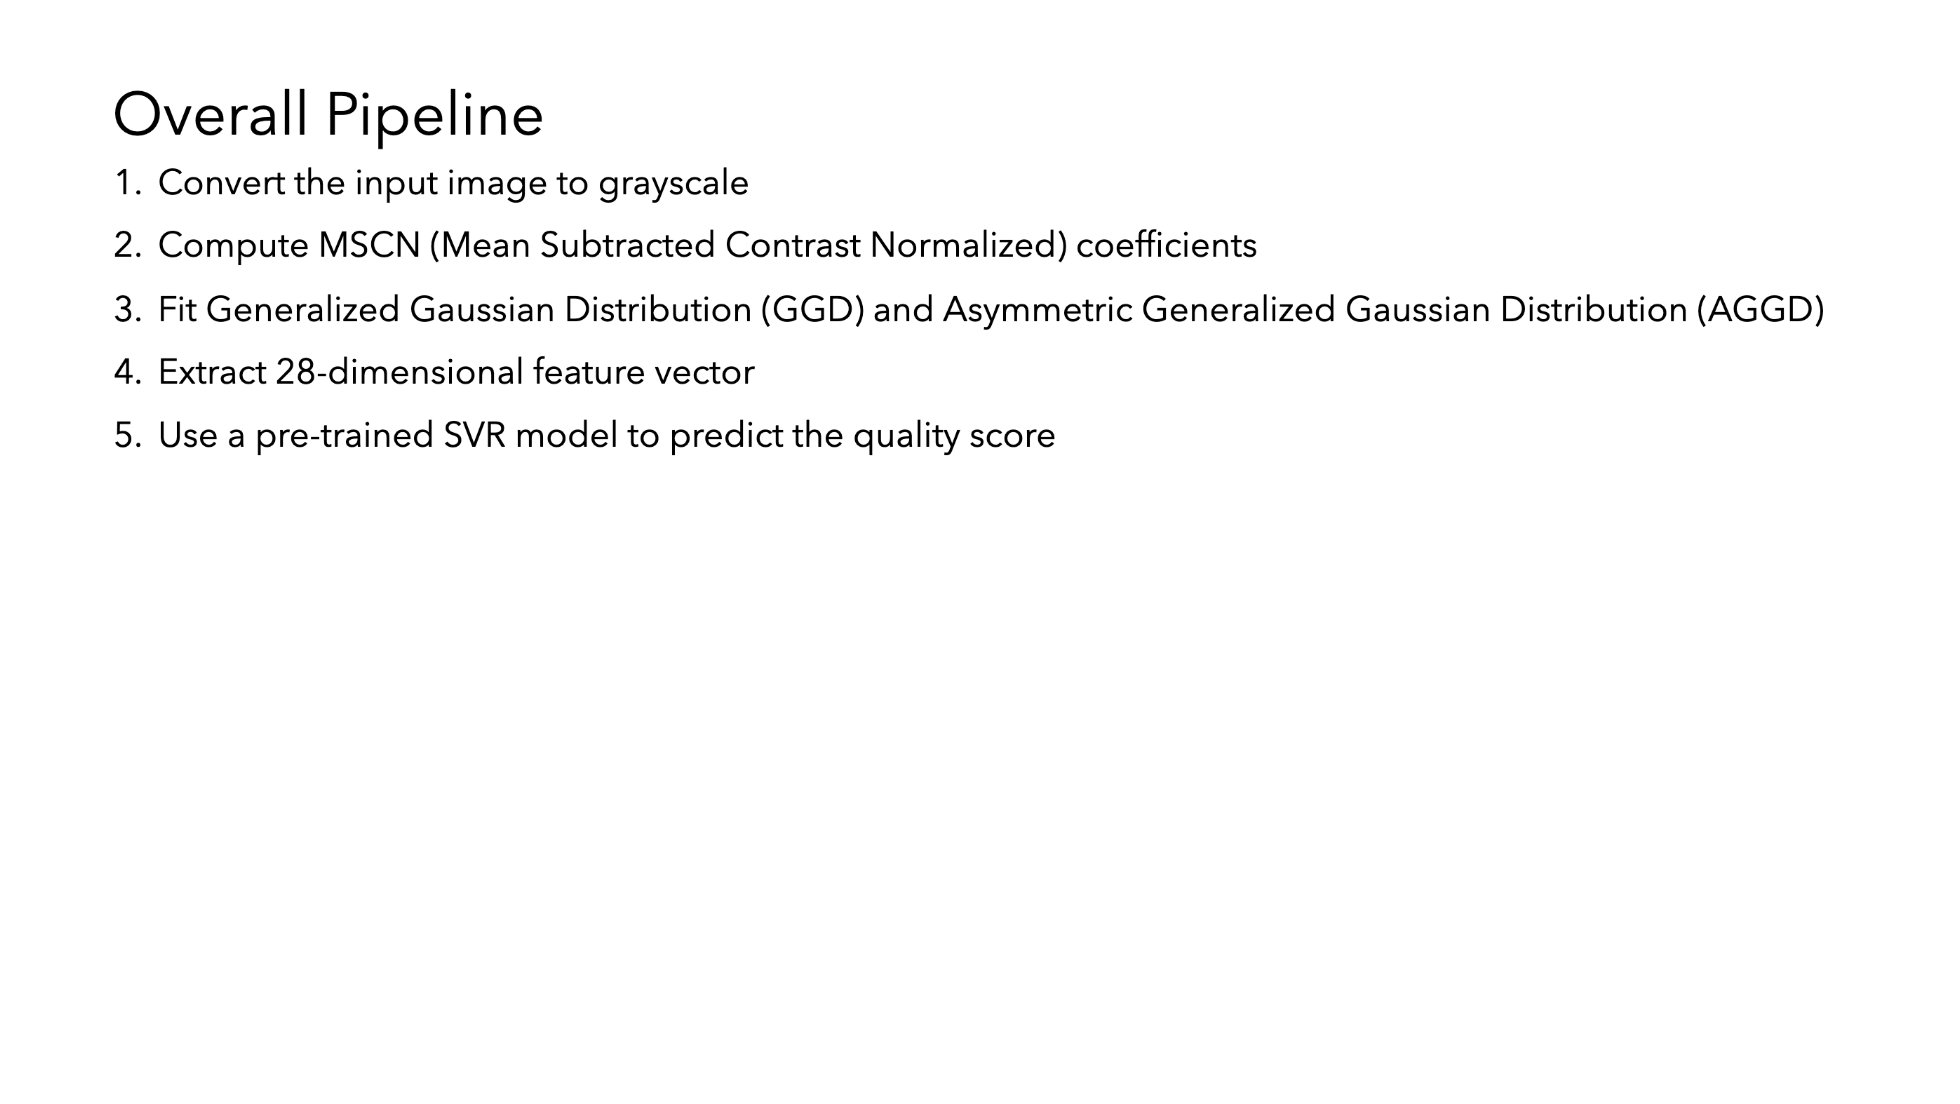 Overall Pipeline
1. Convert the input image to grayscale
2. Compute MSCN (Mean Subtracted Contrast Normalized) coefficients
3. Fit Generalized Gaussian Distribution (GGD) and Asymmetric Generalized Gaussian Distribution (AGGD)
4. Extract 28-dimensional feature vector
5. Use a pre-trained SVR model to predict the quality score